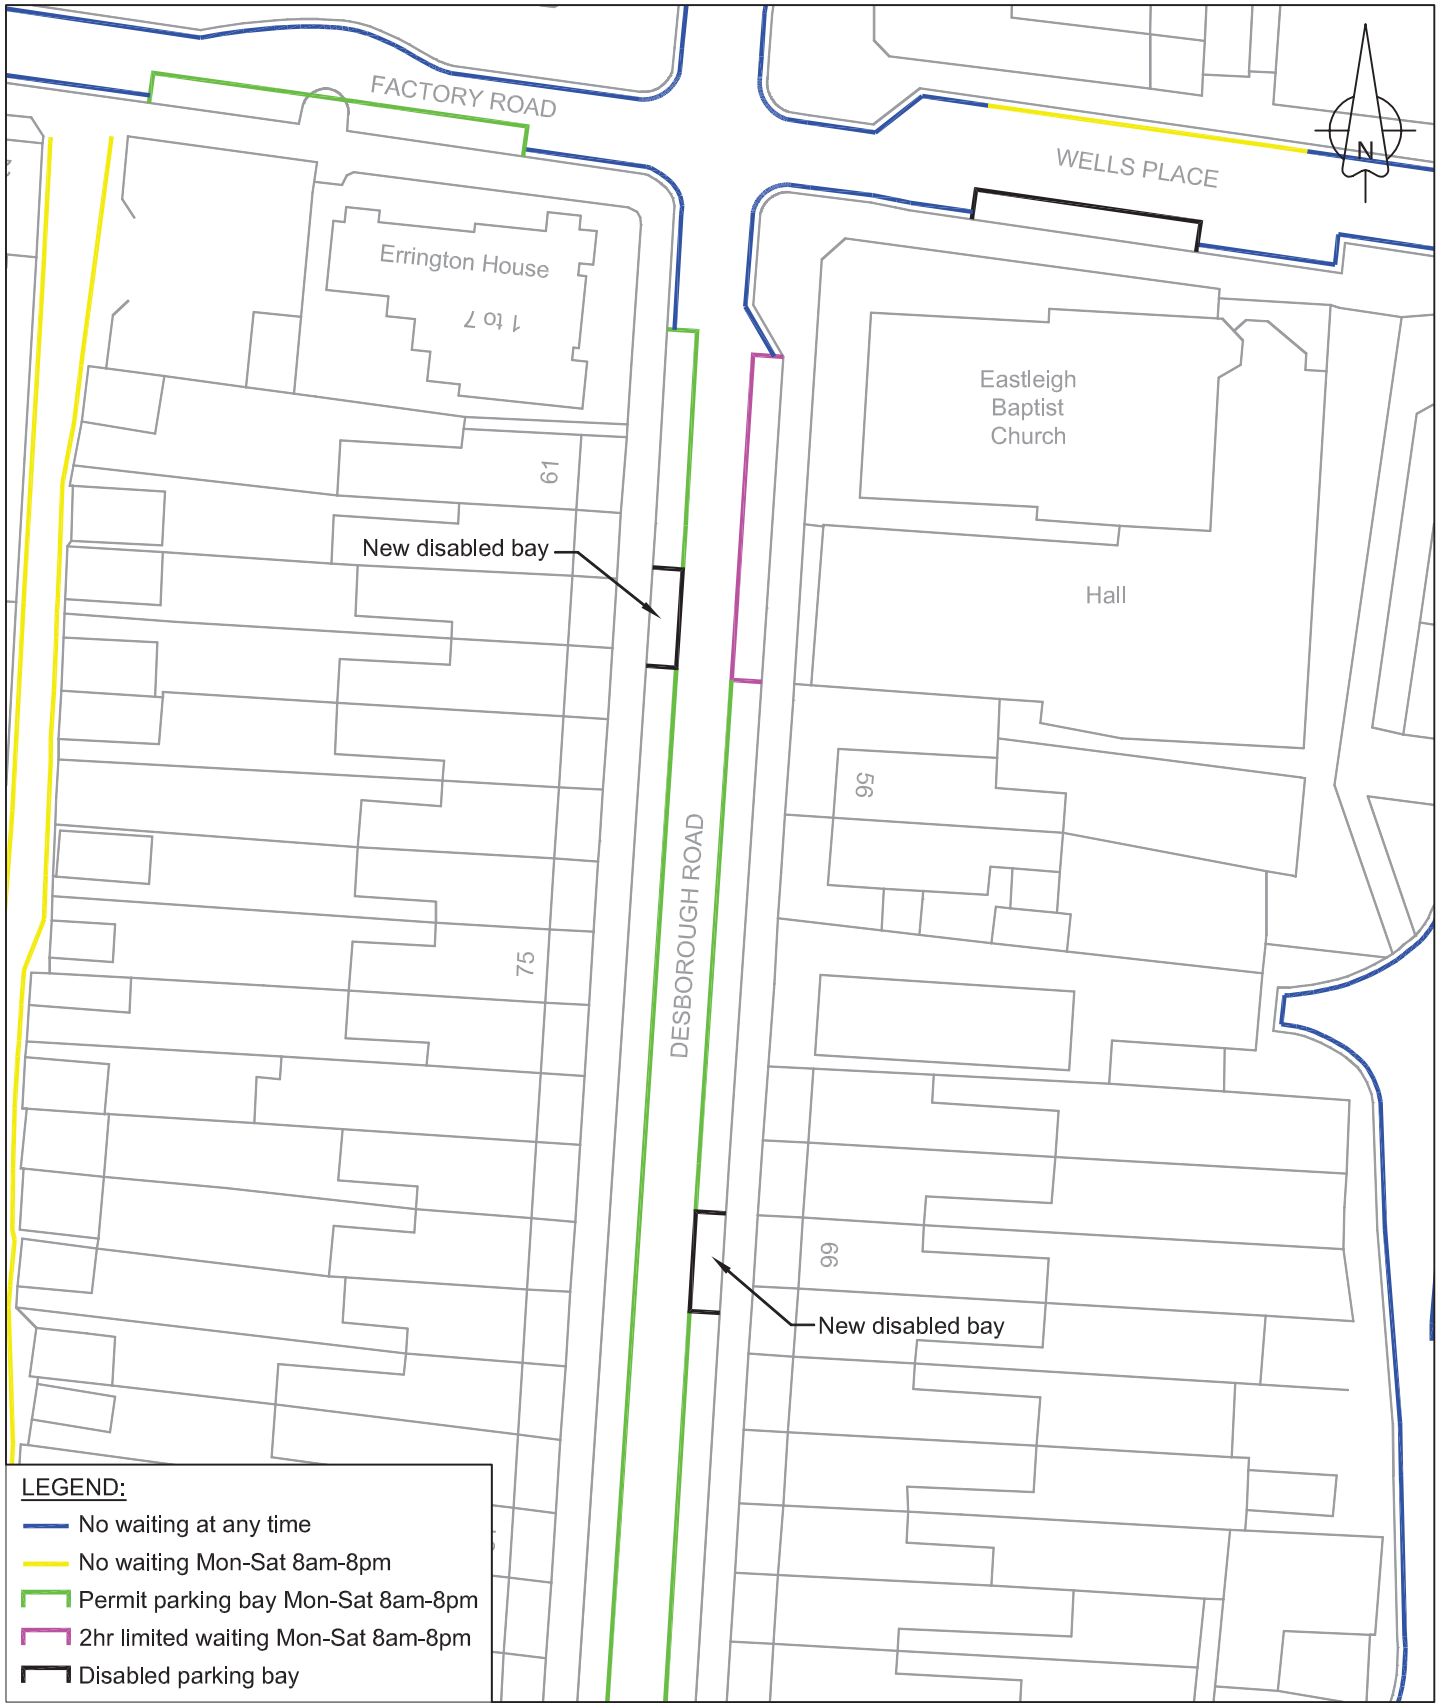 FACTORY ROAD
WELLS PLACE
N
Errington House
1 to 7
Eastleigh
Baptist
Church
61
New disabled bay
Hall
56
DESBOROUGH ROAD
75
66
New disabled bay
LEGEND:
No waiting at any time
No waiting Mon-Sat 8am-8pm
Permit parking bay Mon-Sat 8am-8pm
2hr limited waiting Mon-Sat 8am-8pm
Disabled parking bay